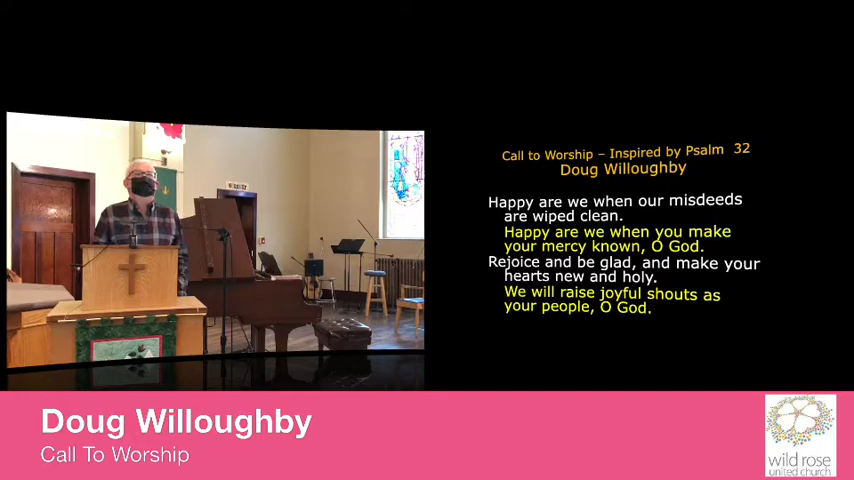 Call to Worship – Inspired by Psalm 32
Doug Willoughby
Happy are we when our misdeeds
are wiped clean.
Happy are we when you make
your mercy known, O God.
Rejoice and be glad, and make your
hearts new and holy.
We will raise joyful shouts as
your people, O God.
Doug Willoughby
Call To Worship
wild rose
united church